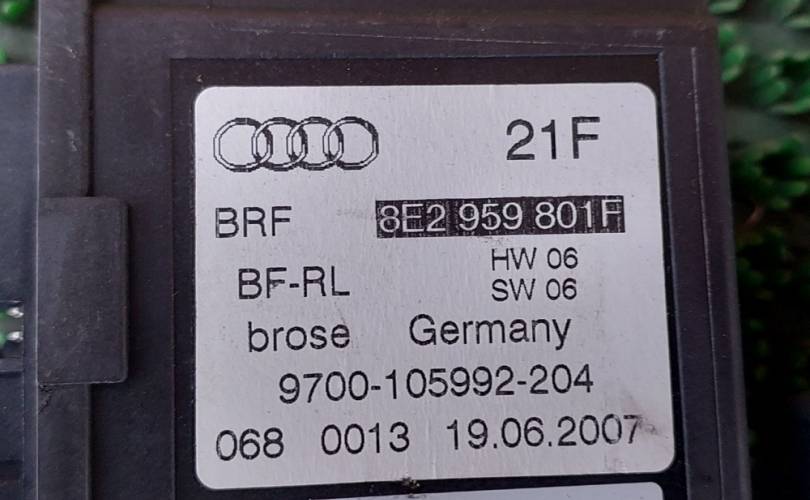 21F
BRF 8E2 959 801F
HW 06
BF-RL
SW 06
brose Germany
9700-105992-204
068 0013 19.06.2007